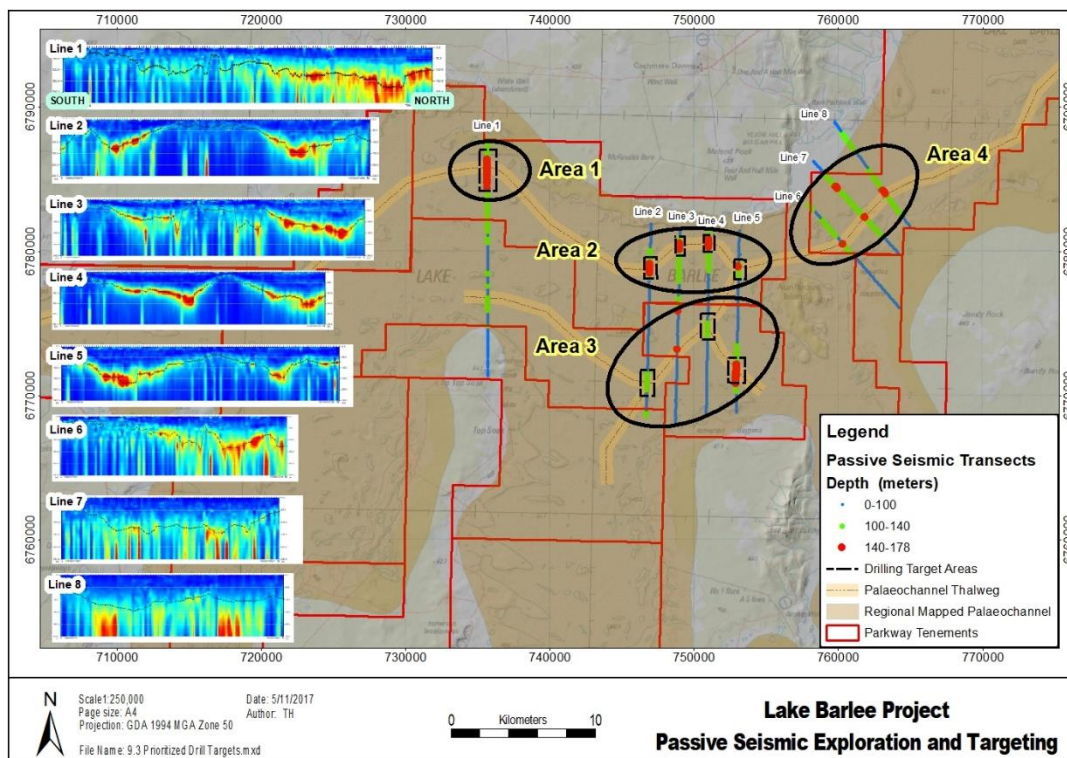 710000
720000
730000
740000
750000
760000
770000
Line 1
SOUTH
NORTH
Line 2
Line 3
Line 4
Line 5
Line 6
Line 7
Line 8
6790000
6780000
6770000
6760000
6790000
6780000
6770000
6760000
Line 1
Area 1
Line 2
Line 3
Line 4
Line 5
Area 2
Area 3
Line 6
Line 7
Line 8
Area 4
LAKE
BARLEE
Top Snake
Legend
Passive Seismic Transects
Depth (meters)
0-100
100-140
140-178
Drilling Target Areas
Palaeochannel Thalweg
Regional Mapped Palaeochannel
Parkway Tenements
710000
720000
730000
740000
750000
760000
770000
N
Scale1:250,000
Page size: A4
Projection: GDA 1994 MGA Zone 50
File Name: 9.3 Prioritized Drill Targets.mxd
Date: 5/11/2017
Author: TH
0 Kilometers 10
Lake Barlee Project
Passive Seismic Exploration and Targeting